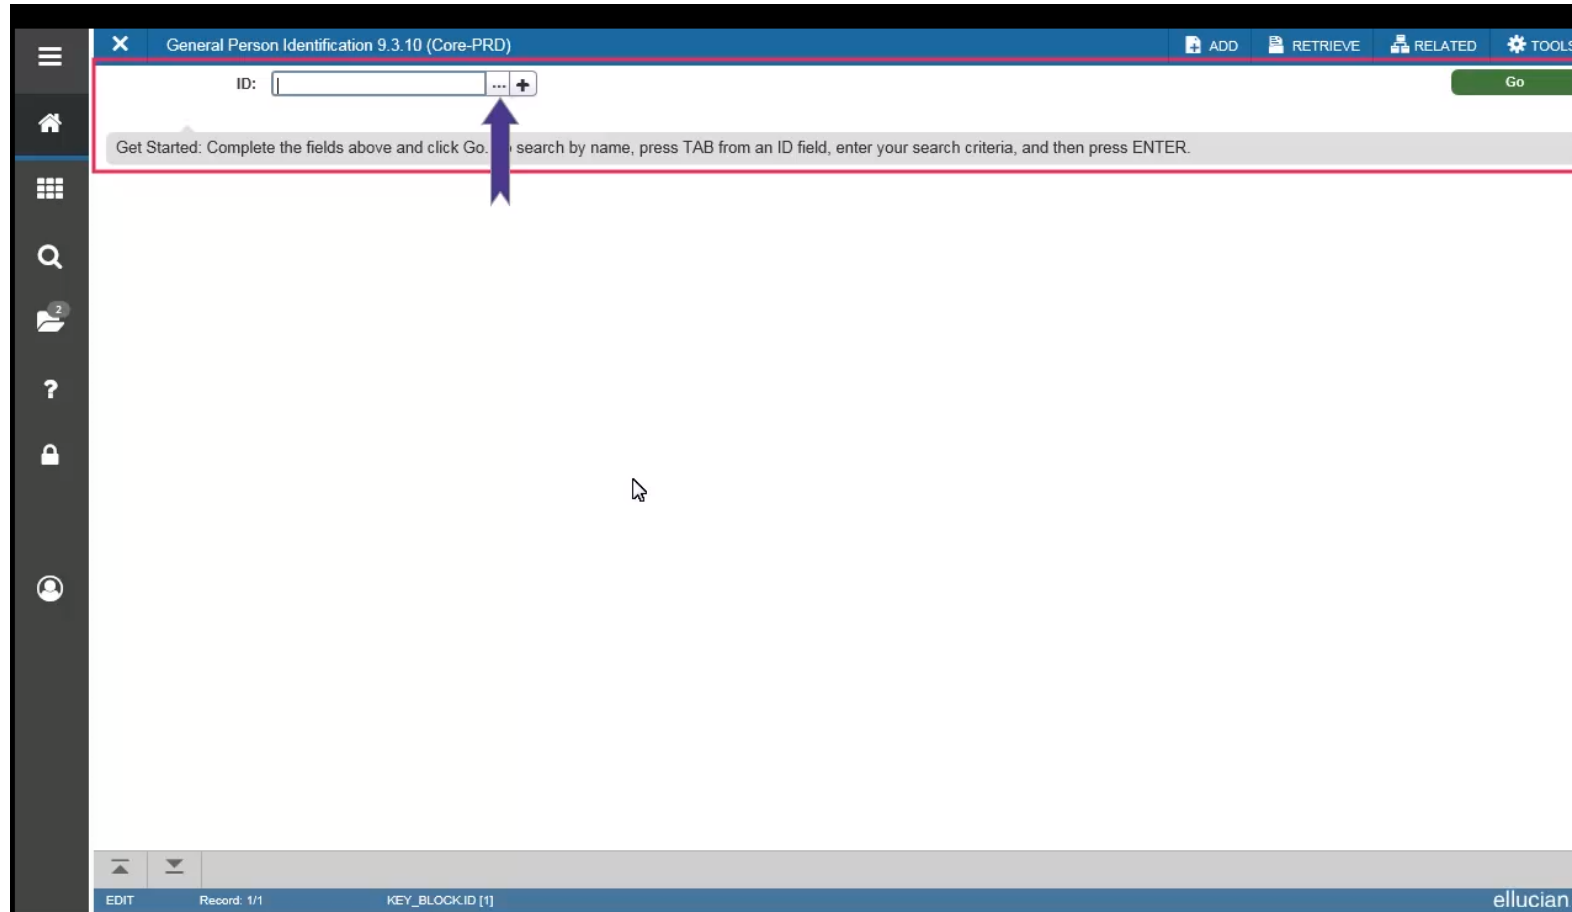 General Person Identification 9.3.10 (Core-PRD)
ADD
RETRIEVE
RELATED
TOOLS
ID:
...
Go
Get Started: Complete the fields above and click Go. search by name, press TAB from an ID field, enter your search criteria, and then press ENTER.
2
?
EDIT
Record: 1/1
KEY_BLOCK.ID [1]
ellucian